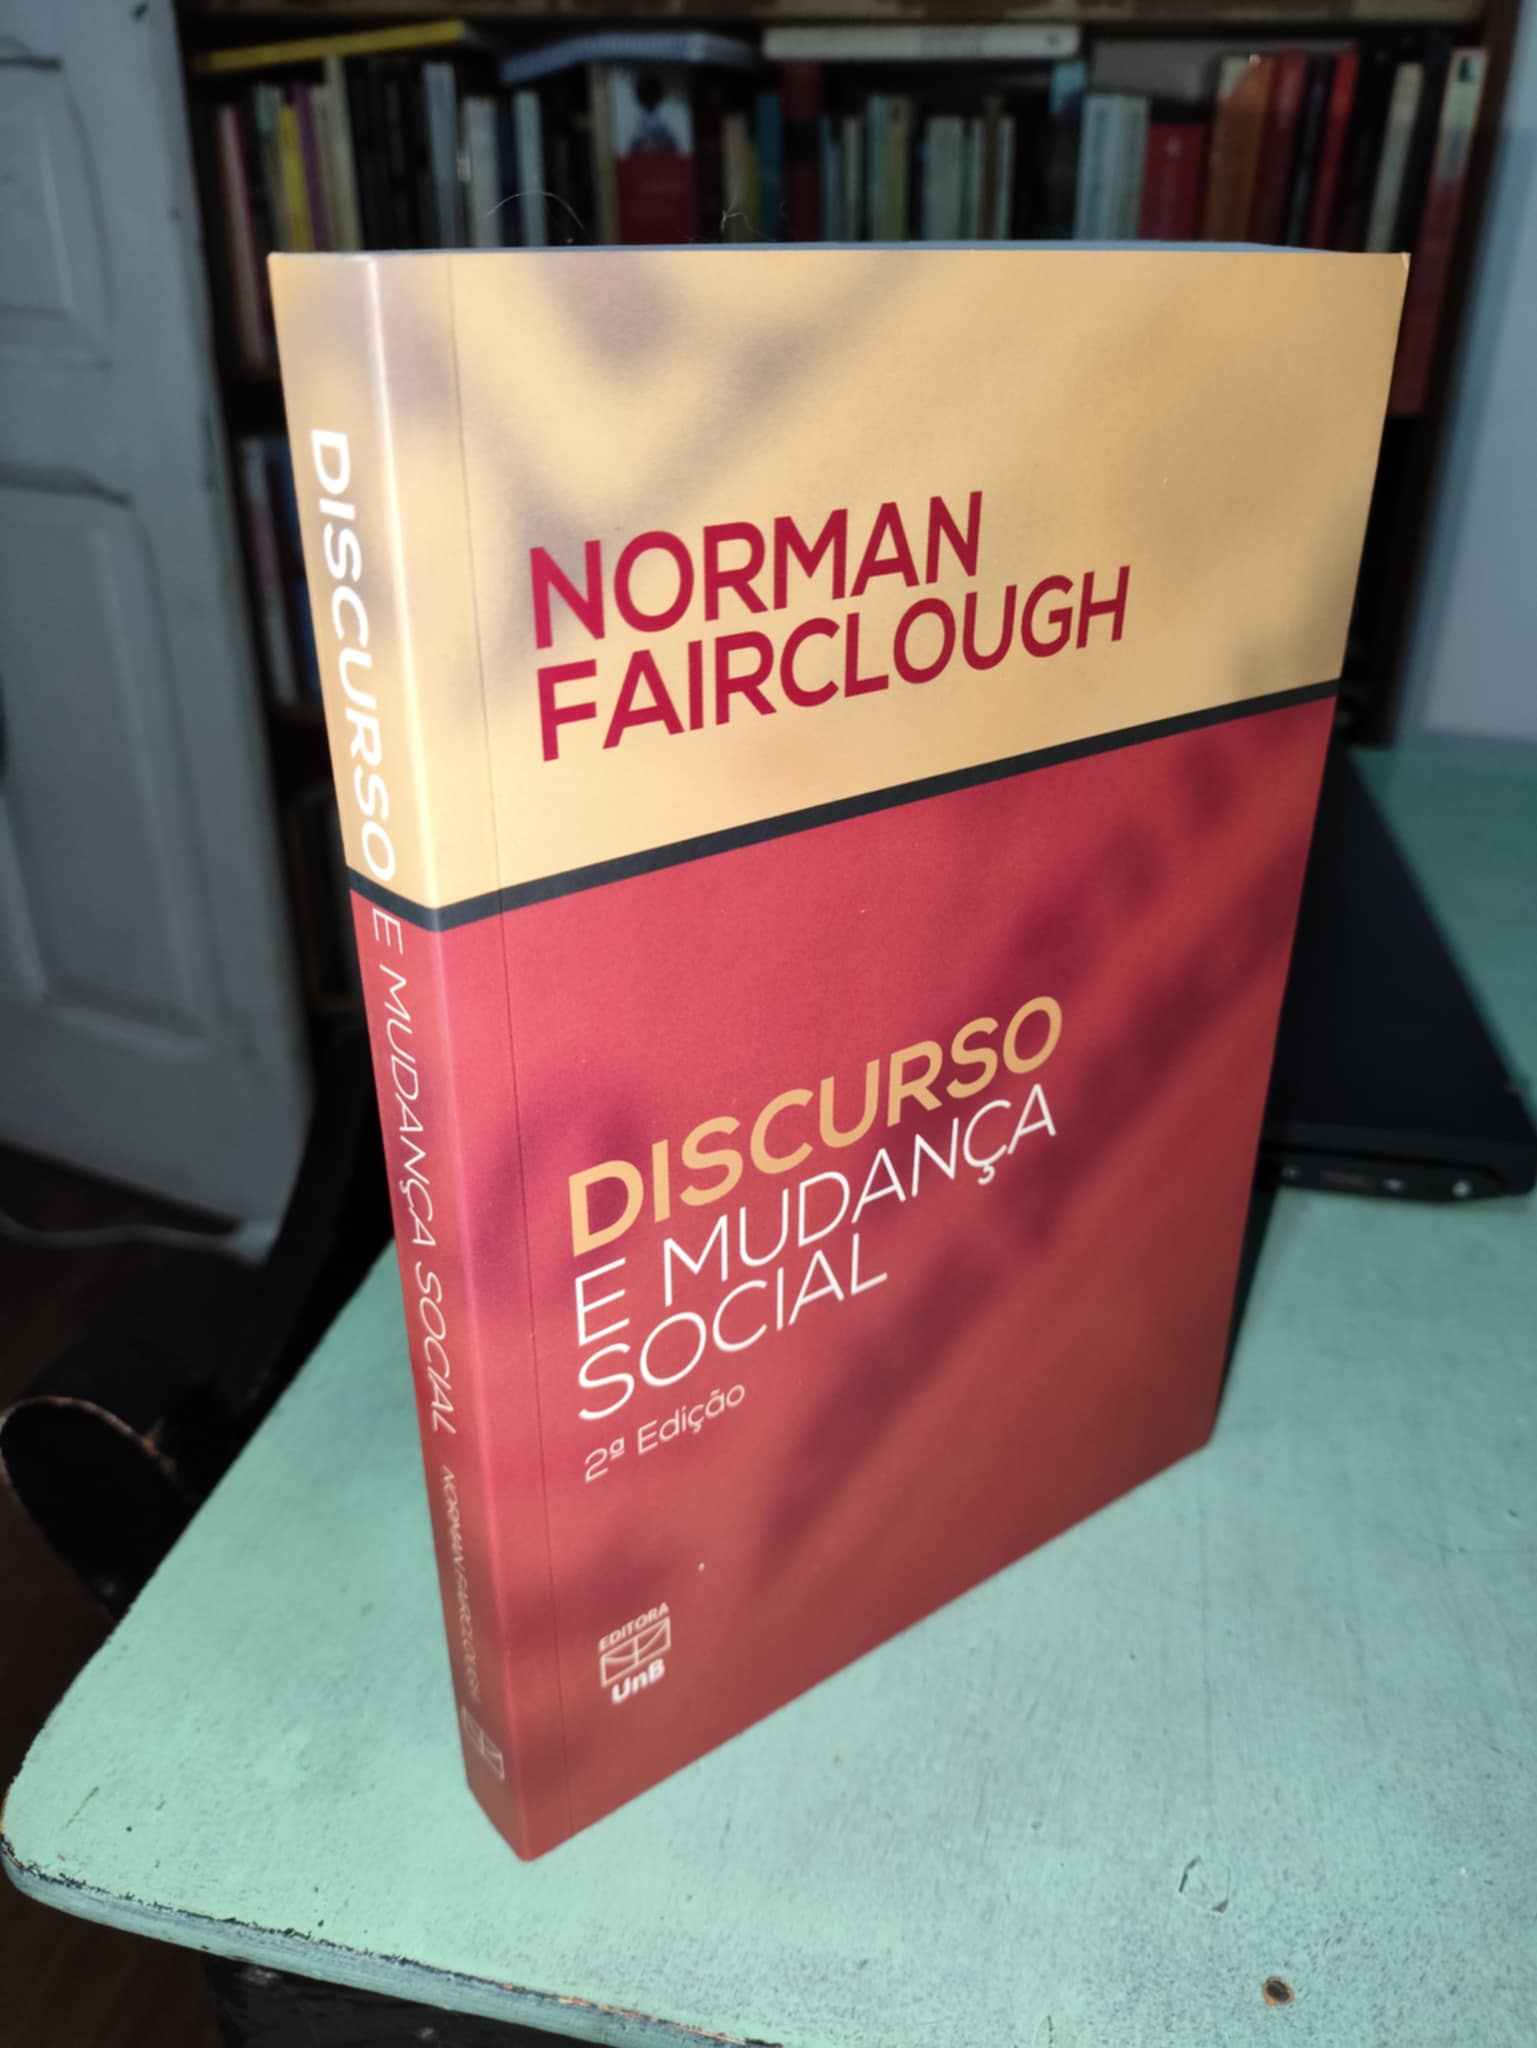 NORMAN
FAIRCLOUGH
DISCURSO
E MUDANÇA
SOCIAL
2ª Edição
EDITORA
UnB
DISCURSO E MUDANÇA SOCIAL NORMAN FAIRCLOUGH